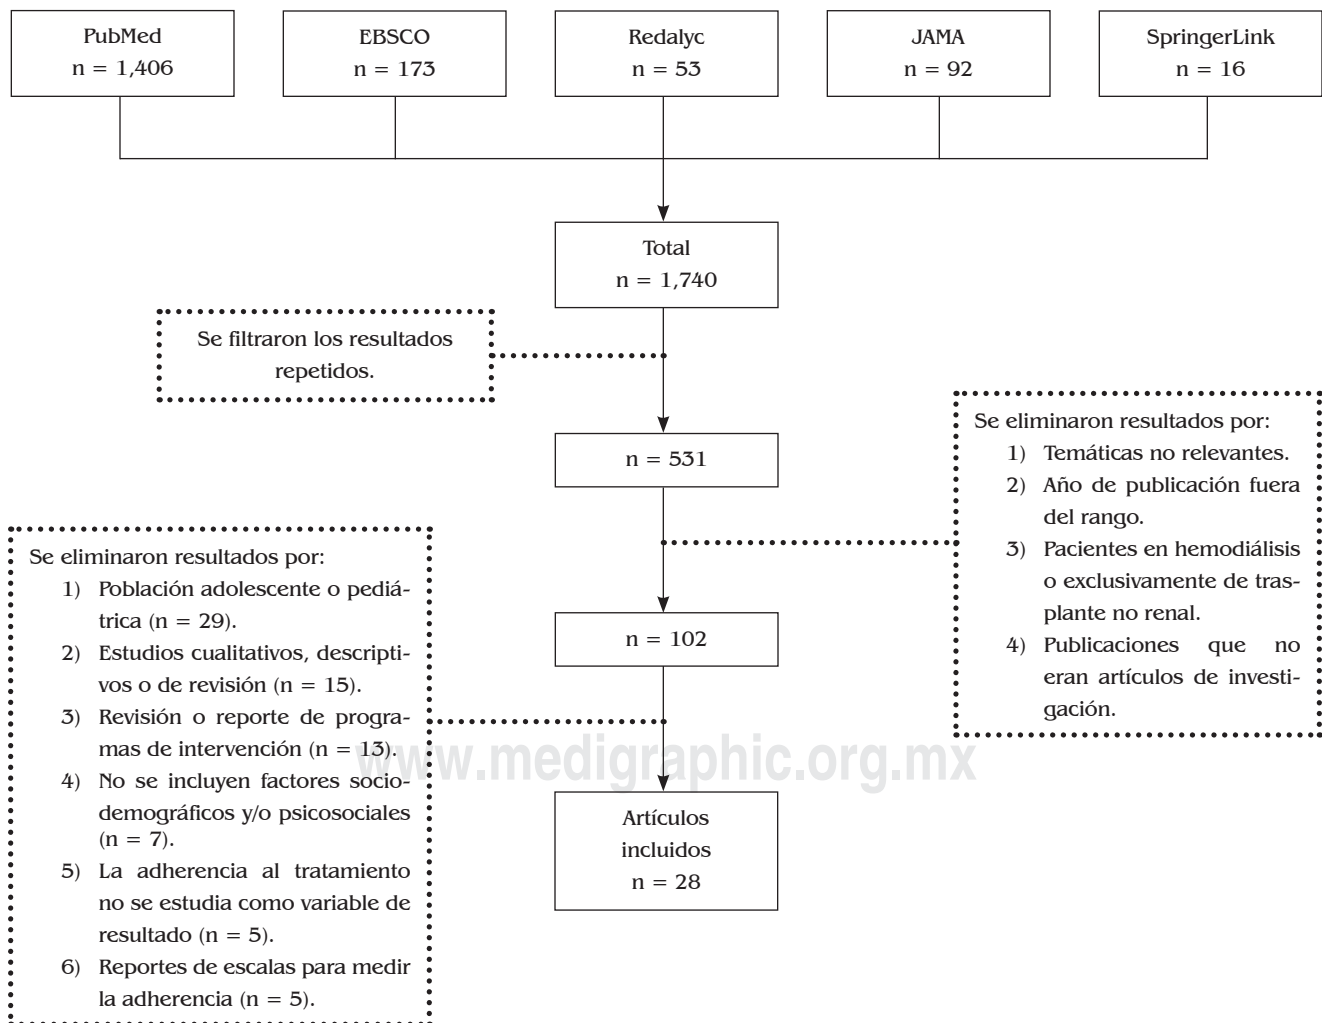 PubMed
n = 1,406
EBSCO
n = 173
Redalyc
n = 53
JAMA
n = 92
SpringerLink
n = 16
Total
n = 1,740
Se filtraron los resultados
repetidos.
n = 531
Se eliminaron resultados por:
1) Temáticas no relevantes.
2) Año de publicación fuera
del rango.
3) Pacientes en hemodiálisis
o exclusivamente de tras-
plante no renal.
4) Publicaciones que no
eran artículos de investi-
gación.
n = 102
Se eliminaron resultados por:
1) Población adolescente o pediá-
trica (n = 29).
2) Estudios cualitativos, descripti-
vos o de revisión (n = 15).
3) Revisión o reporte de progra-
mas de intervención (n = 13).
4) No se incluyen factores socio-
demográficos y/o psicosociales
(n = 7).
5) La adherencia al tratamiento
no se estudia como variable de
resultado (n = 5).
6) Reportes de escalas para medir
la adherencia (n = 5).
www.medigraphic.org.mx
Artículos
incluidos
n = 28